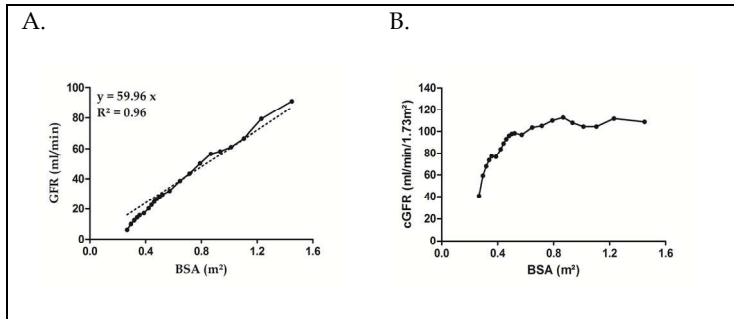 A.
B.
y = 59.96 x
R² = 0.96
GFR (ml/min)
100
80
60
40
20
0
0.0 0.4 0.8 1.2 1.6
BSA (m²)
cGFR (ml/min/1.73m²)
140
120
100
80
60
40
20
0
0.0 0.4 0.8 1.2 1.6
BSA (m²)